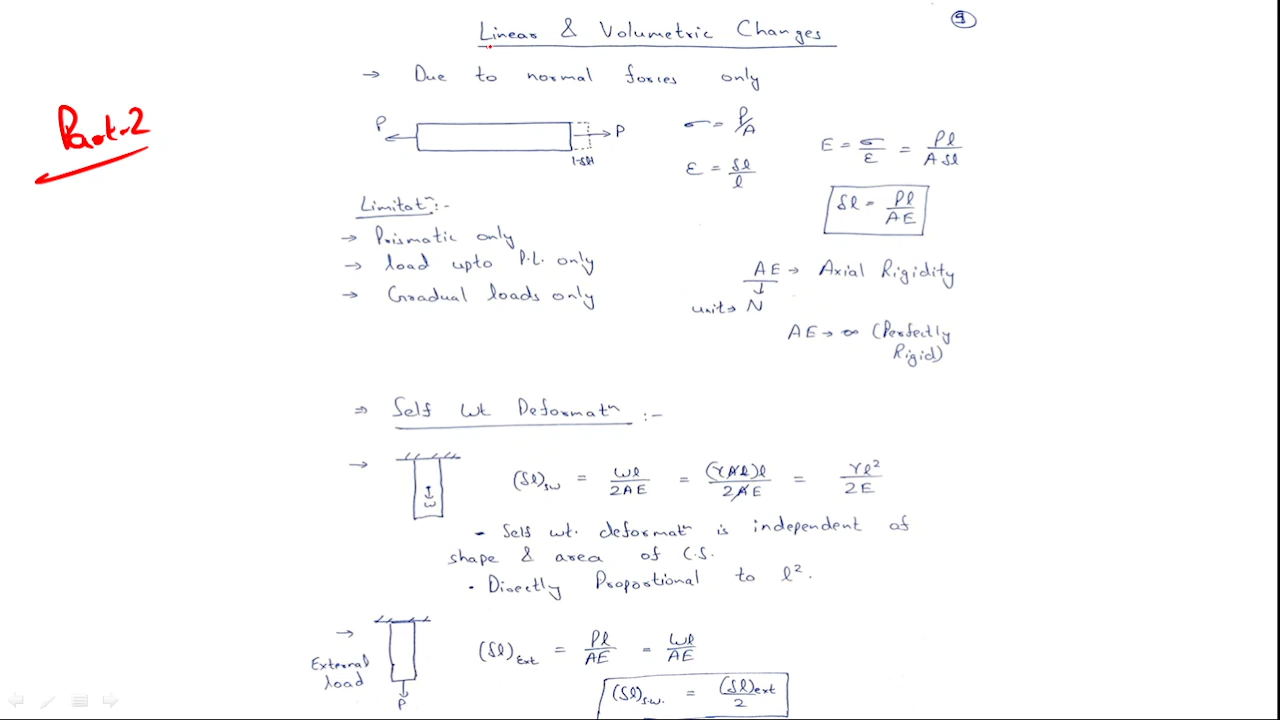 9
Linear & Volumetric Changes
Part-2
→ Due to normal forces only
P P
l-δl-l
σ = P/A
ε = δl/l
E = σ/ε = Pl/A δl
δl = Pl/AE
Limitatⁿ:-
→ Prismatic only
→ load upto P.L. only
→ Gradual loads only
AE → Axial Rigidity
↓
unit → N
AE → ∞ (Perfectly
Rigid)
⇒ Self Wt Deformatⁿ :-
→ (δl)sw = Wl/2AE = (γAl)l/2AE = γl²/2E
W
- Self wt. deformatⁿ is independent of
shape & area of C.S.
• Directly Proportional to l².
→ External
load
P
(δl)Ext = Pl/AE = Wl/AE
(δl)s.w. = (δl)ext/2